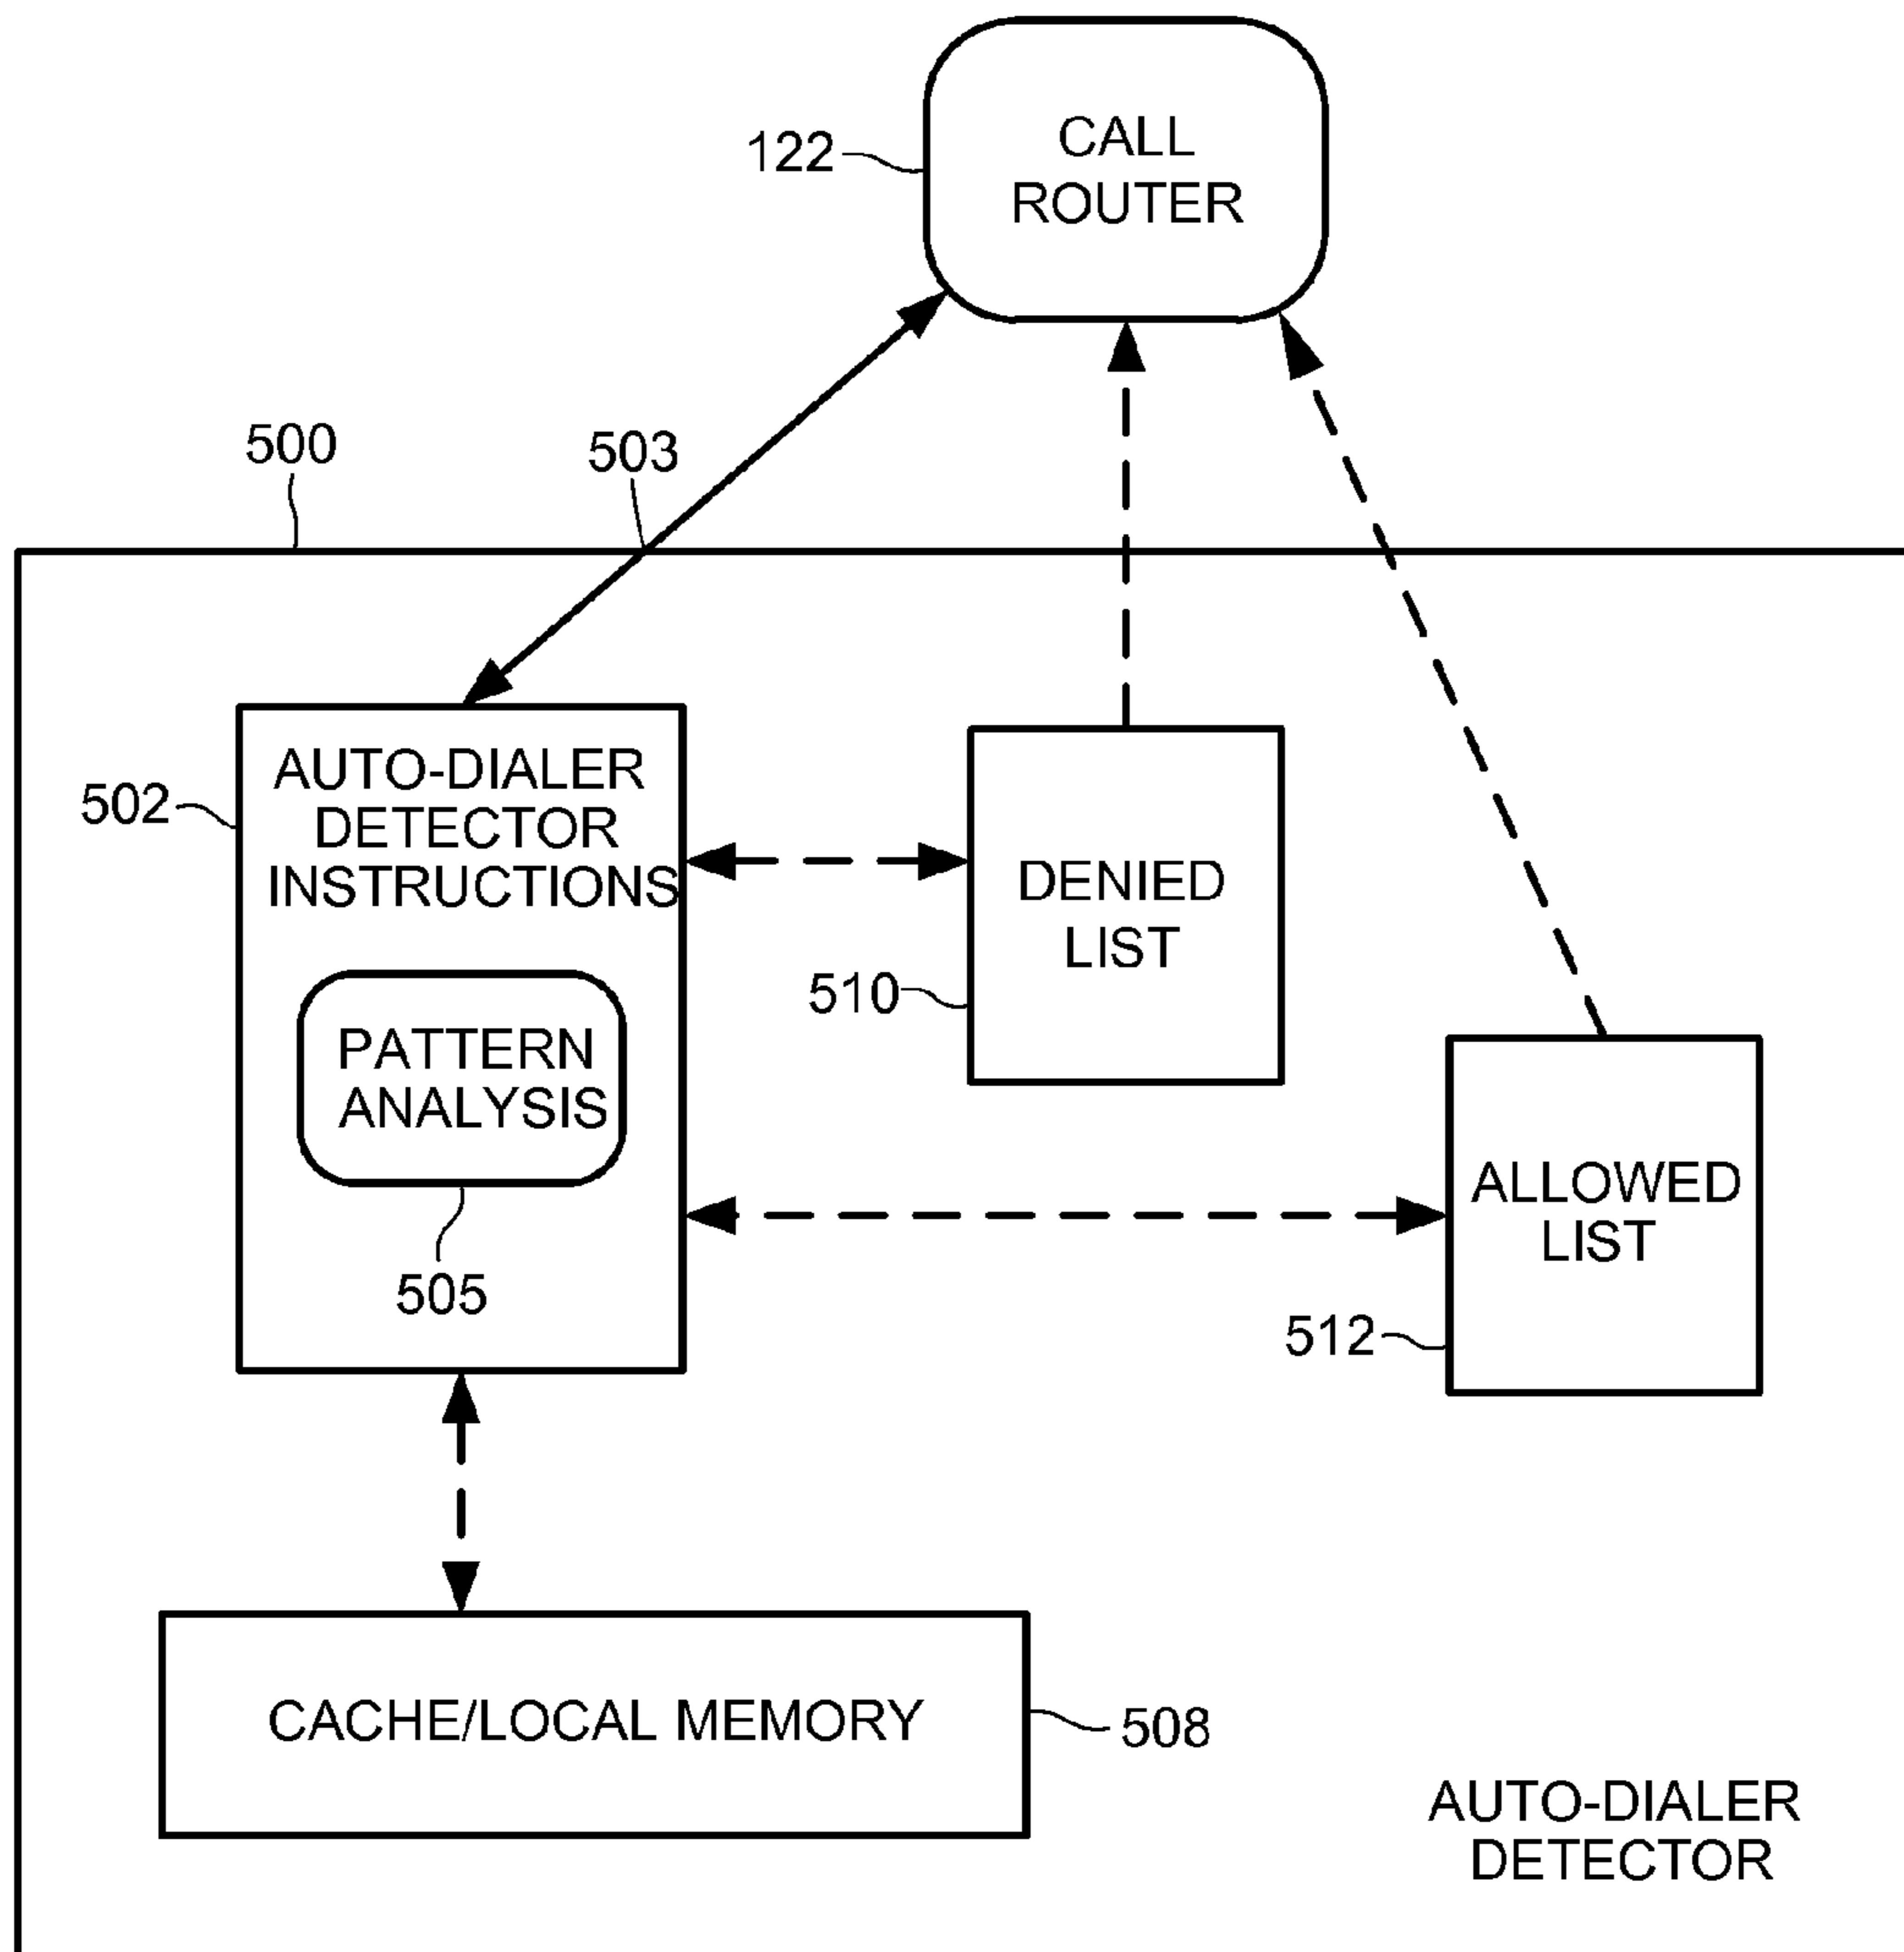 CALL
ROUTER
122
500
503
AUTO-DIALER
DETECTOR
INSTRUCTIONS
502
DENIED
LIST
510
PATTERN
ANALYSIS
505
ALLOWED
LIST
512
CACHE/LOCAL MEMORY
508
AUTO-DIALER
DETECTOR